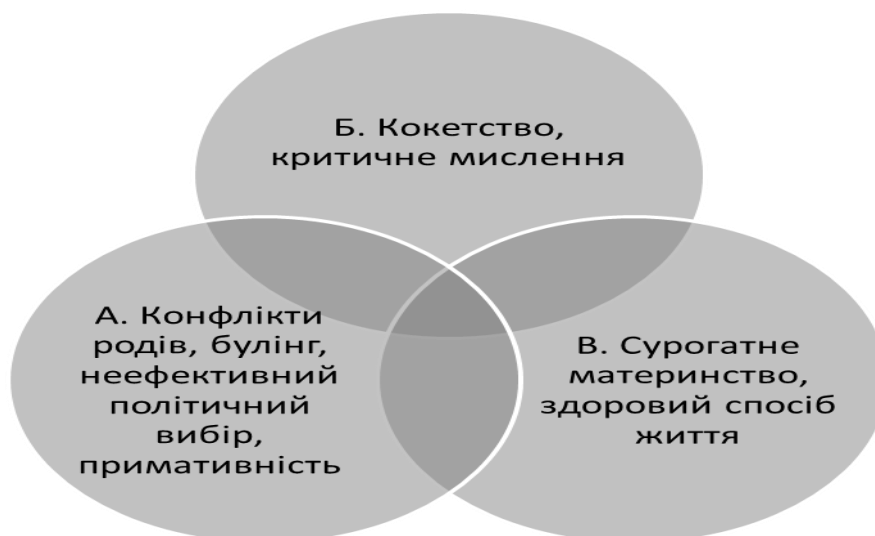 Б. Кокетство,
критичне мислення
А. Конфлікти
родів, булінг,
неефективний
політичний
вибір,
примативність
В. Сурогатне
материнство,
здоровий спосіб
життя